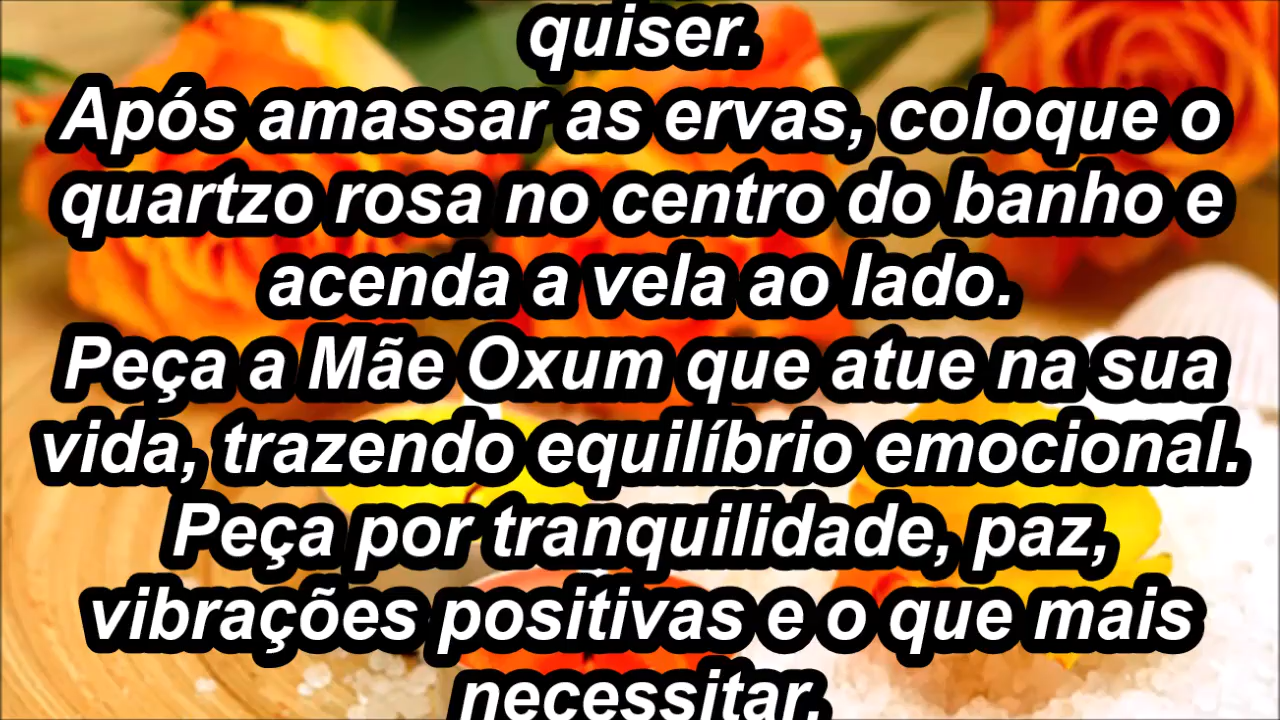 quiser.
Após amassar as ervas, coloque o
quartzo rosa no centro do banho e
acenda a vela ao lado.
Peça a Mãe Oxum que atue na sua
vida, trazendo equilíbrio emocional.
Peça por tranquilidade, paz,
vibrações positivas e o que mais
necessitar.